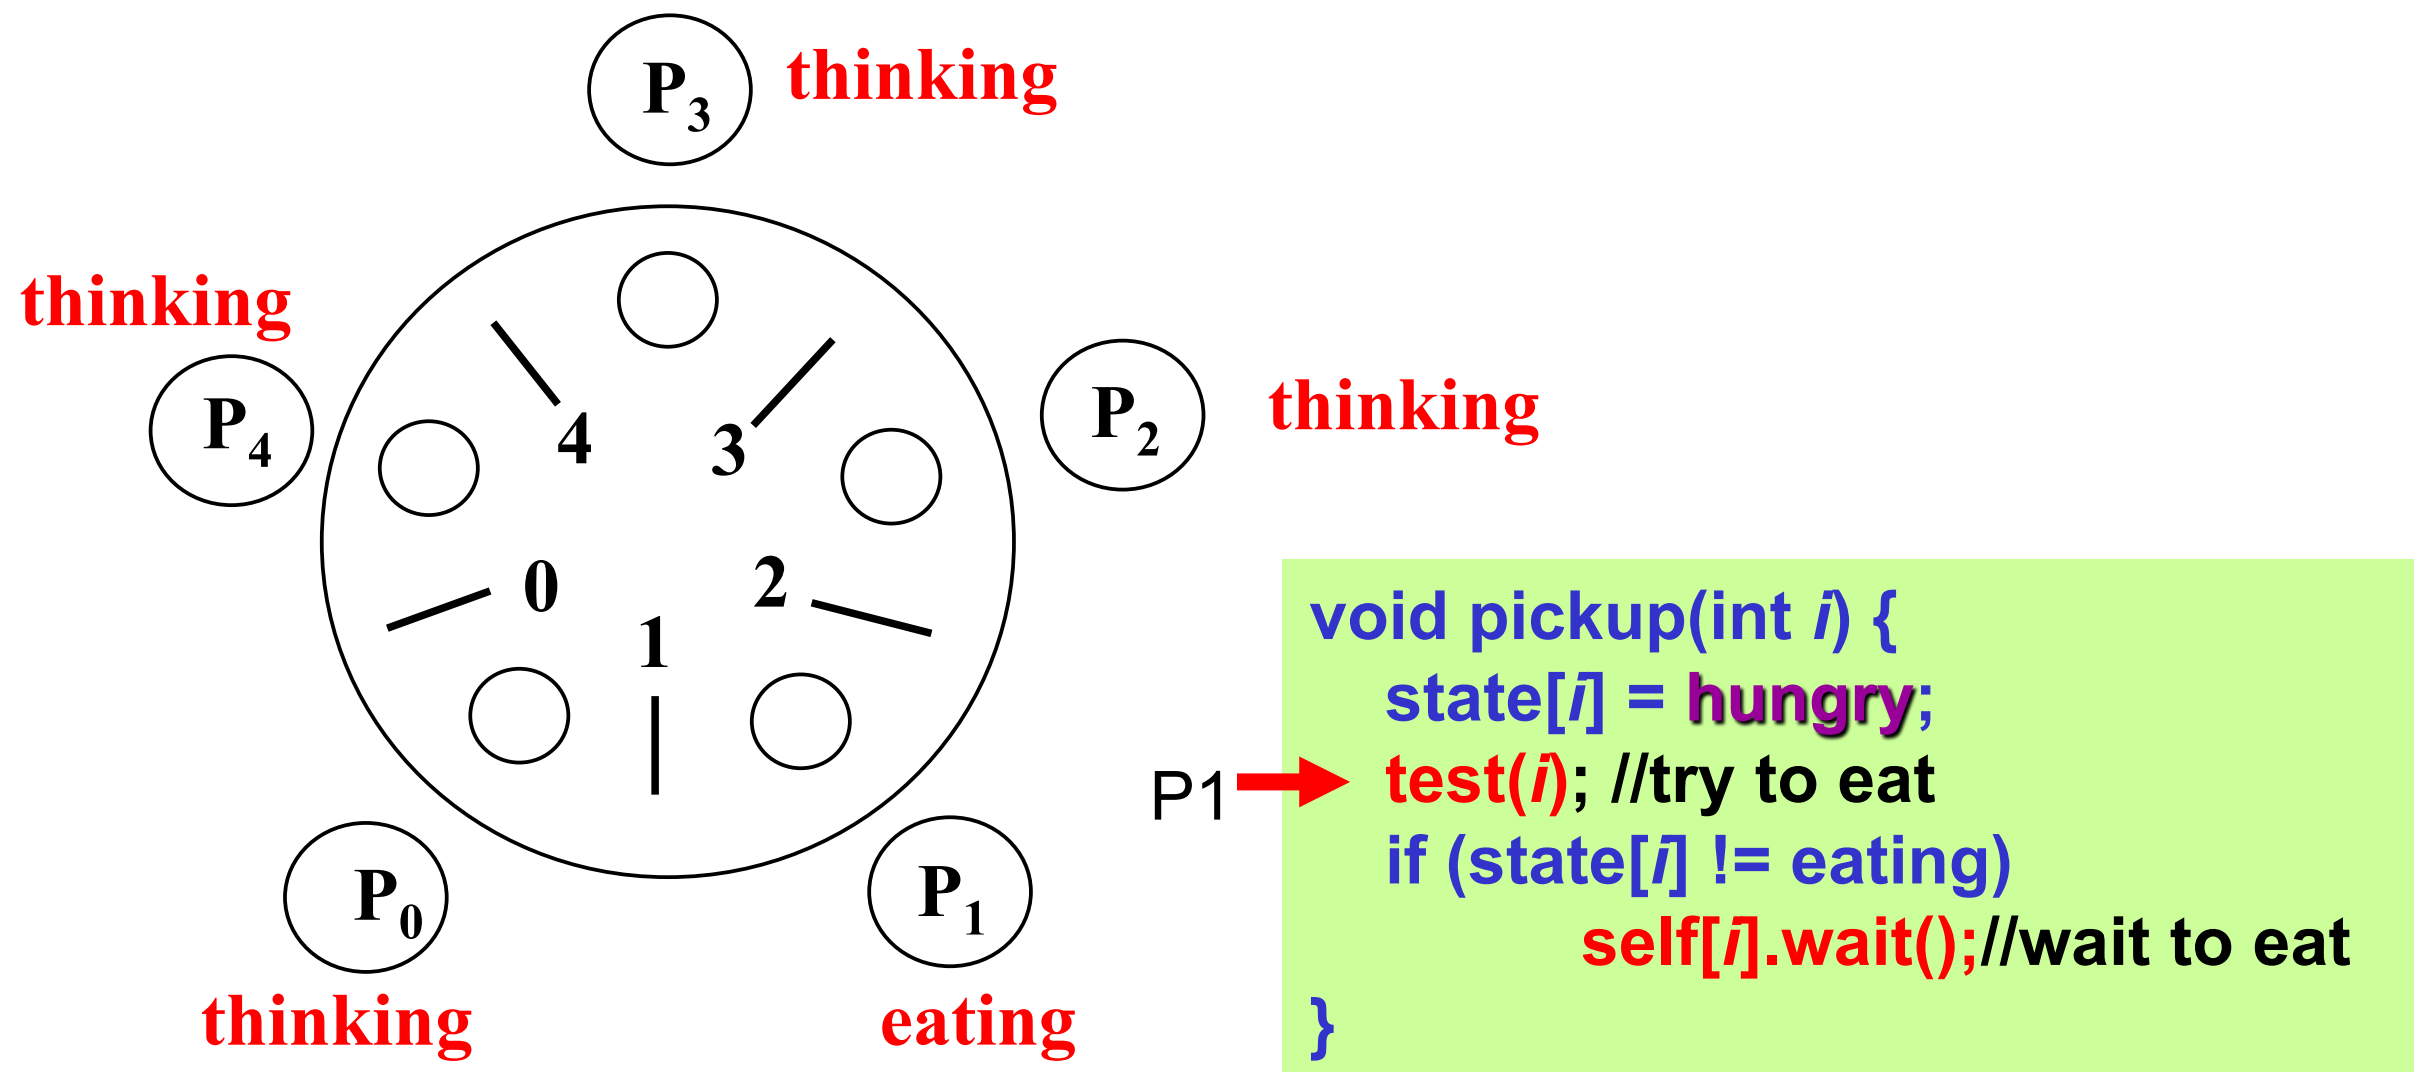 P3 thinking
thinking
P4
P2 thinking
4 3
0 2
1
P0
P1
thinking
eating
P1
void pickup(int i) {
state[i] = hungry;
test(i); //try to eat
if (state[i] != eating)
self[i].wait();//wait to eat
}